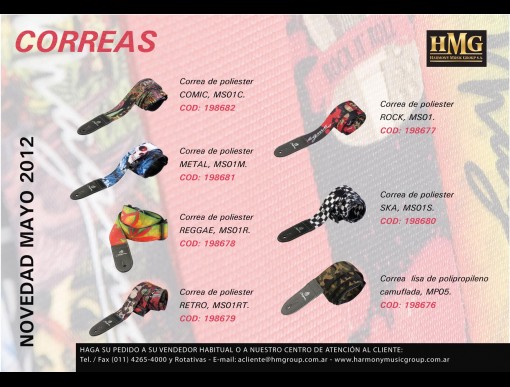 CORREAS
HMG
HARMONY MUSIC GROUP S.A.
NOVEDAD MAYO 2012
Correa de poliester
COMIC, MS01C.
COD: 198682
Correa de poliester
METAL, MS01M.
COD: 198681
Correa de poliester
REGGAE, MS01R.
COD: 198678
Correa de poliester
RETRO, MS01RT.
COD: 198679
Correa de poliester
ROCK, MS01.
COD: 198677
Correa de poliester
SKA, MS01S.
COD: 198680
Correa lisa de polipropileno
camuflada, MP05.
COD: 198676
ROCK N ROLL
HAGA SU PEDIDO A SU VENDEDOR HABITUAL O A NUESTRO CENTRO DE ATENCIÓN AL CLIENTE:
Tel. / Fax (011) 4265-4000 y Rotativas - E-mail: acliente@hmgroup.com.ar - www.harmonymusicgroup.com.ar